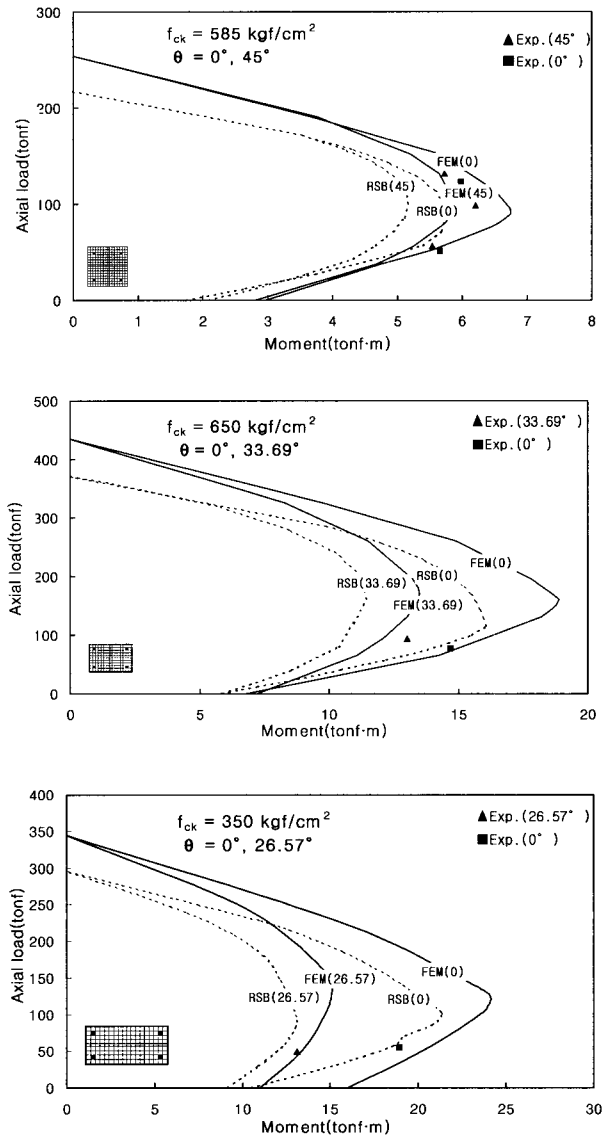 f_ck = 585 kgf/cm²
θ = 0°, 45°
▲Exp.(45°)
■Exp.(0°)
300
200
100
0
Axial load(tonf)
FEM(0)
RSB(45)
FEM(45)
RSB(0)
0 1 2 3 4 5 6 7 8
Moment(tonf·m)
500
400
300
200
100
0
Axial load(tonf)
f_ck = 650 kgf/cm²
θ = 0°, 33.69°
▲Exp.(33.69°)
■Exp.(0°)
RSB(0)
FEM(0)
RSB(33.69)
FEM(33.69)
0 5 10 15 20
Moment(tonf·m)
400
350
300
250
200
150
100
50
0
Axial load(tonf)
f_ck = 350 kgf/cm²
θ = 0°, 26.57°
▲Exp.(26.57°)
■Exp.(0°)
FEM(26.57)
FEM(0)
RSB(26.57)
RSB(0)
0 5 10 15 20 25 30
Moment(tonf·m)